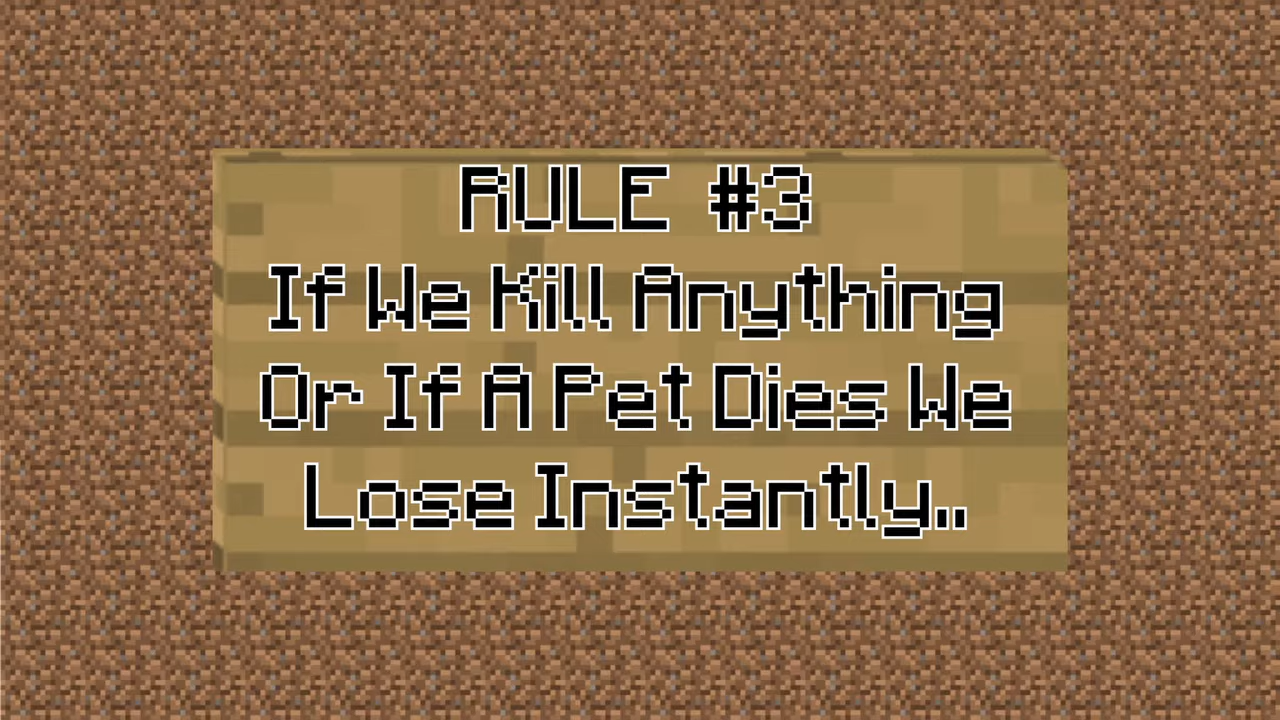 RULE #3
If We Kill Anything
Or If A Pet Dies We
Lose Instantly..